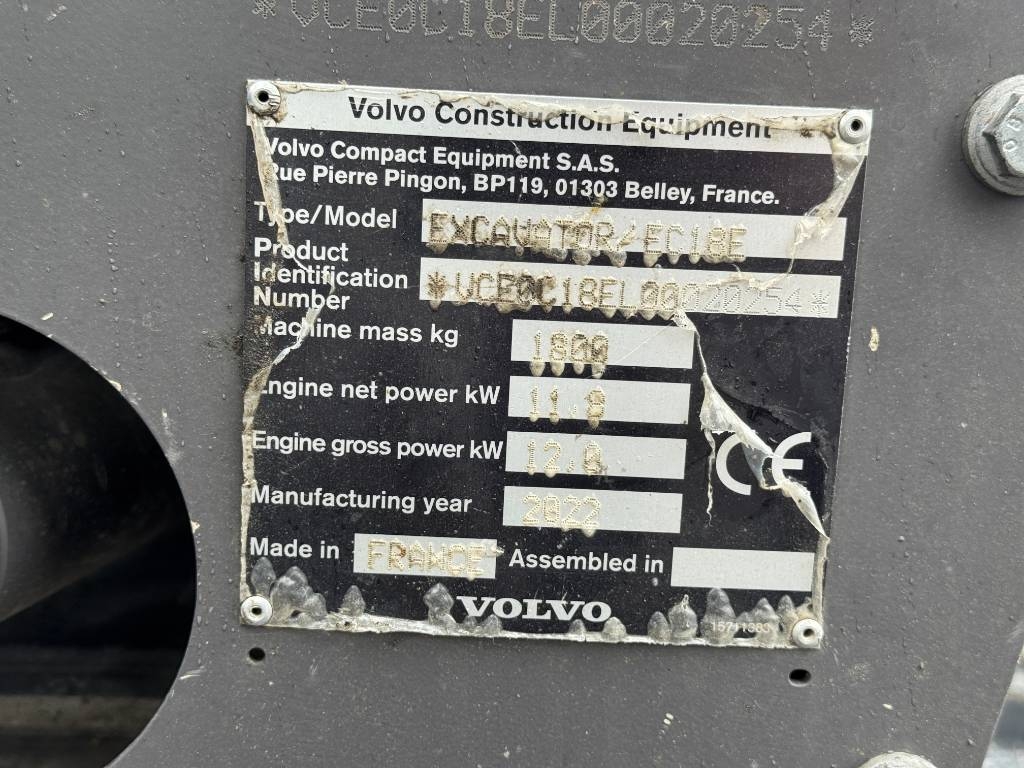 *VCE0C18EL00020254*
Volvo Construction Equipment
Volvo Compact Equipment S.A.S.
Rue Pierre Pingon, BP119, 01303 Belley, France.
Type/Model EXCAVATOR/EC18E
Product
Identification
Number *VCE0C18EL00020254*
Machine mass kg 1800
Engine net power kW 11.8
Engine gross power kW 12.0
Manufacturing year 2022
CE
Made in FRANCE Assembled in
VOLVO